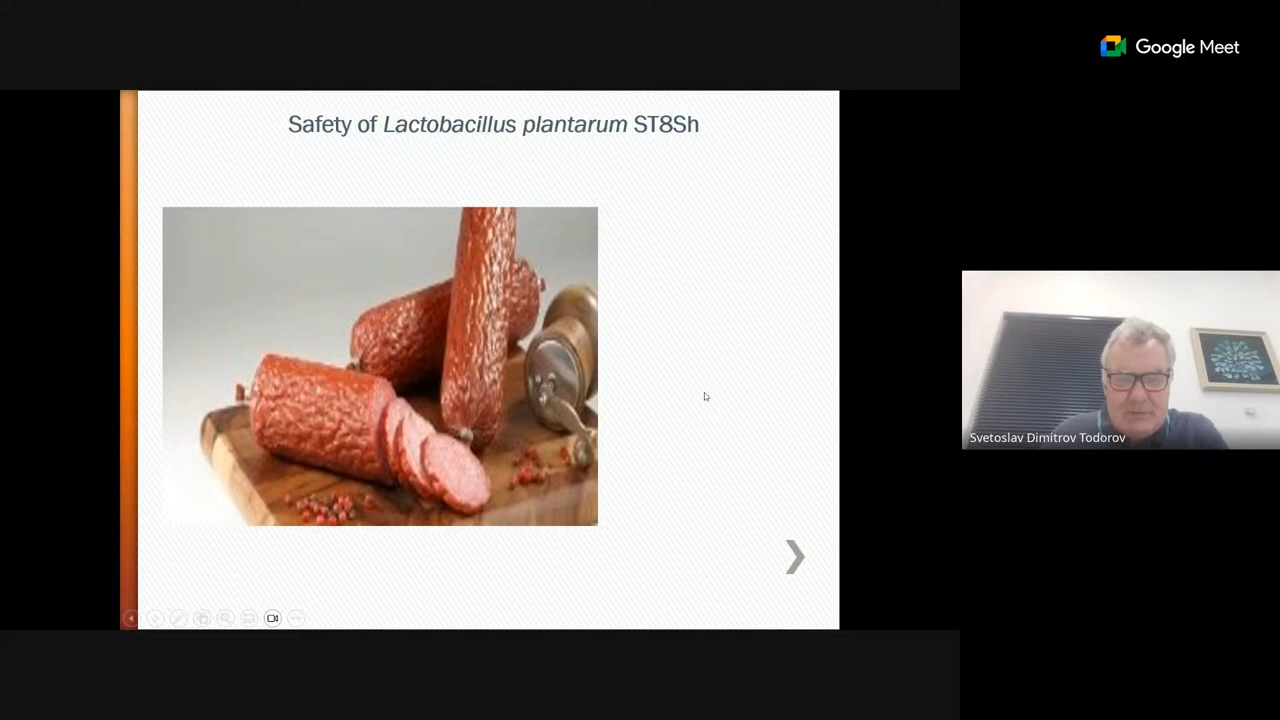 Google Meet
Safety of Lactobacillus plantarum ST8Sh
Svetoslav Dimitrov Todorov